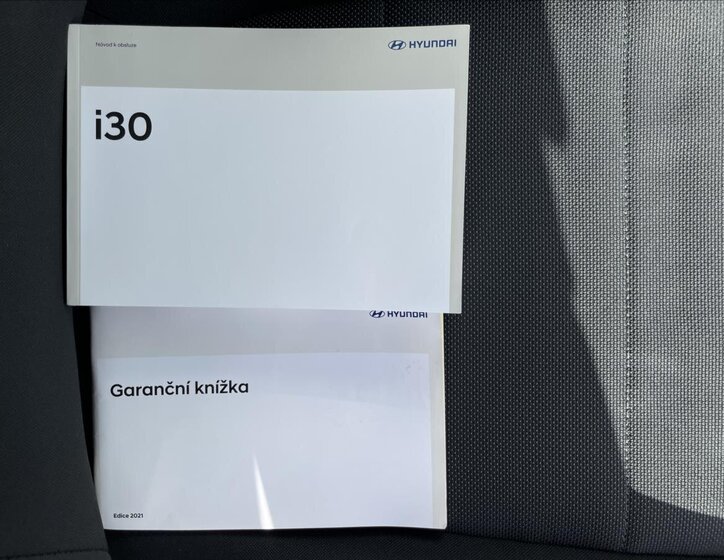 Návod k obsluze
HYUNDAI
i30
HYUNDAI
Garanční knížka
Edice 2021